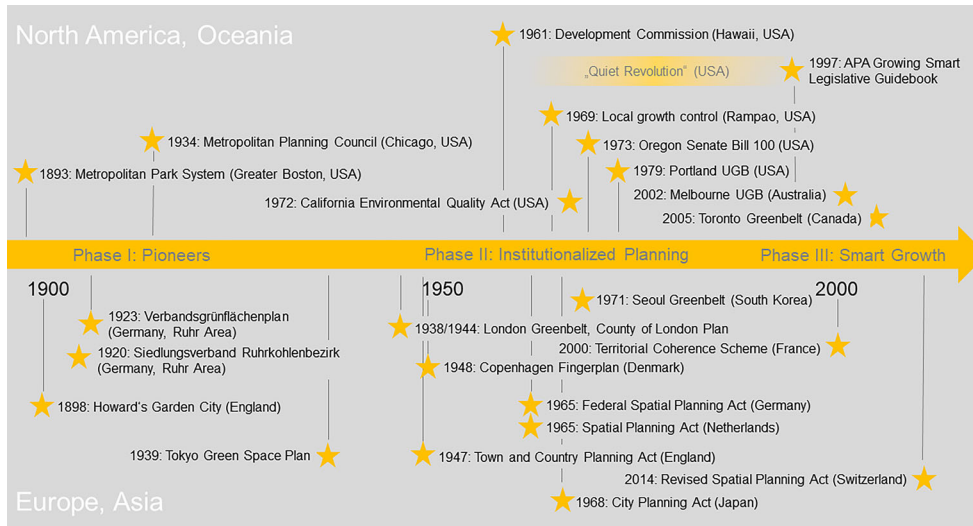 North America, Oceania
1961: Development Commission (Hawaii, USA)
„Quiet Revolution“ (USA)
1997: APA Growing Smart
Legislative Guidebook
1969: Local growth control (Rampao, USA)
1934: Metropolitan Planning Council (Chicago, USA)
1973: Oregon Senate Bill 100 (USA)
1893: Metropolitan Park System (Greater Boston, USA)
1979: Portland UGB (USA)
2002: Melbourne UGB (Australia)
1972: California Environmental Quality Act (USA)
2005: Toronto Greenbelt (Canada)
Phase I: Pioneers
Phase II: Institutionalized Planning
Phase III: Smart Growth
1900
1950
2000
1971: Seoul Greenbelt (South Korea)
1923: Verbandsgrünflächenplan
(Germany, Ruhr Area)
1938/1944: London Greenbelt, County of London Plan
2000: Territorial Coherence Scheme (France)
1920: Siedlungsverband Ruhrkohlenbezirk
(Germany, Ruhr Area)
1948: Copenhagen Fingerplan (Denmark)
1898: Howard's Garden City (England)
1965: Federal Spatial Planning Act (Germany)
1965: Spatial Planning Act (Netherlands)
1939: Tokyo Green Space Plan
1947: Town and Country Planning Act (England)
2014: Revised Spatial Planning Act (Switzerland)
Europe, Asia
1968: City Planning Act (Japan)